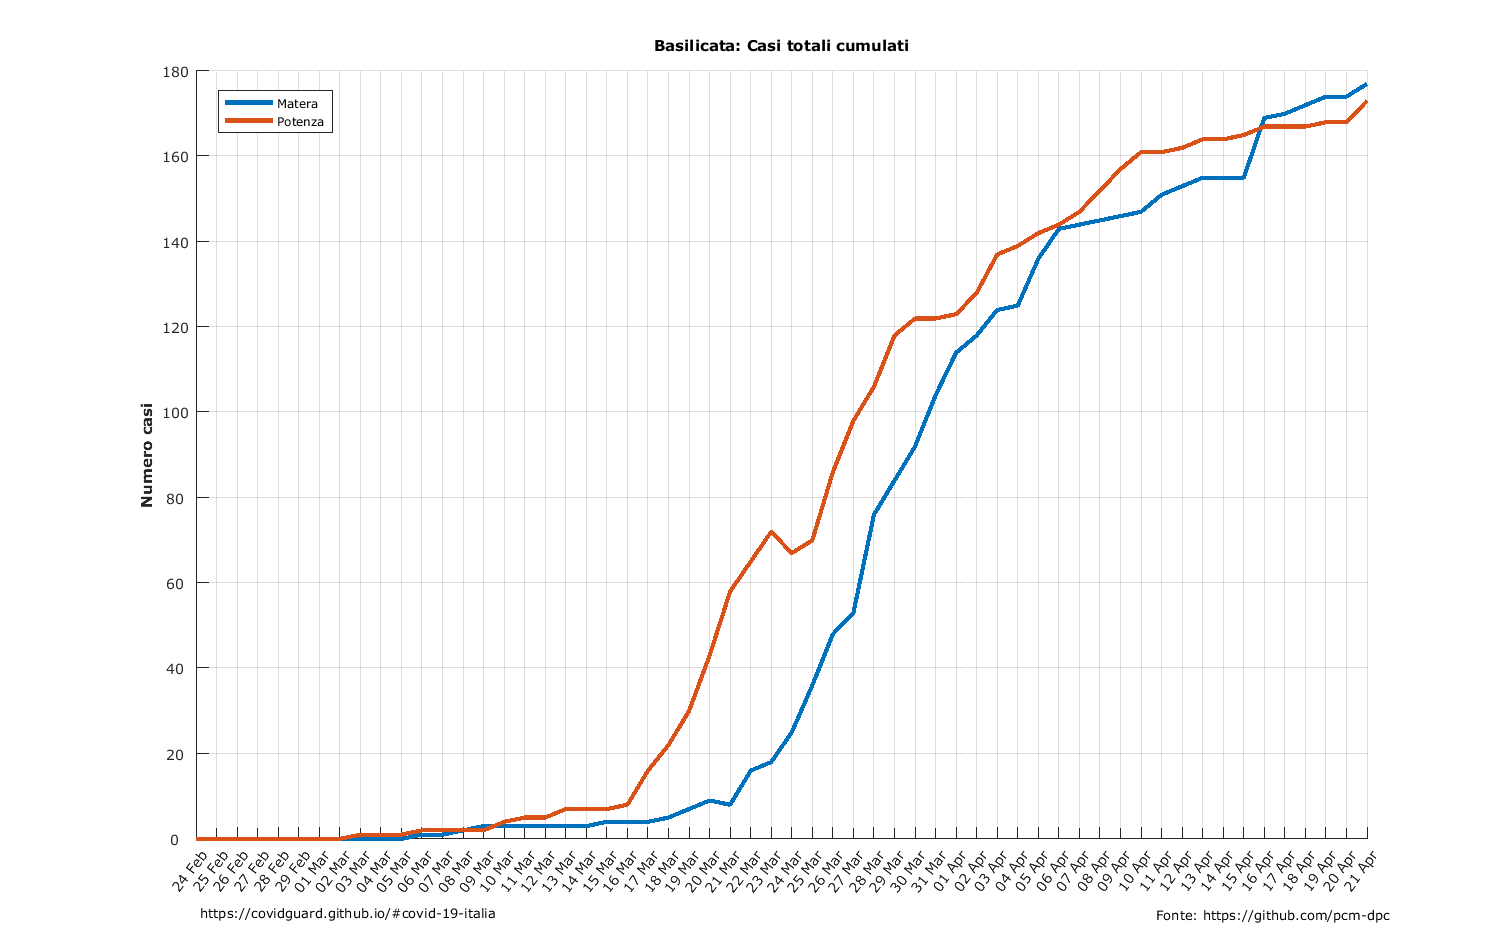 Basilicata: Casi totali cumulati
Matera
Potenza
Numero casi
180
160
140
120
100
80
60
40
20
0
24 Feb
25 Feb
26 Feb
27 Feb
28 Feb
29 Feb
01 Mar
02 Mar
03 Mar
04 Mar
05 Mar
06 Mar
07 Mar
08 Mar
09 Mar
10 Mar
11 Mar
12 Mar
13 Mar
14 Mar
15 Mar
16 Mar
17 Mar
18 Mar
19 Mar
20 Mar
21 Mar
22 Mar
23 Mar
24 Mar
25 Mar
26 Mar
27 Mar
28 Mar
29 Mar
30 Mar
31 Mar
01 Apr
02 Apr
03 Apr
04 Apr
05 Apr
06 Apr
07 Apr
08 Apr
09 Apr
10 Apr
11 Apr
12 Apr
13 Apr
14 Apr
15 Apr
16 Apr
17 Apr
18 Apr
19 Apr
20 Apr
21 Apr
https://covidguard.github.io/#covid-19-italia
Fonte: https://github.com/pcm-dpc